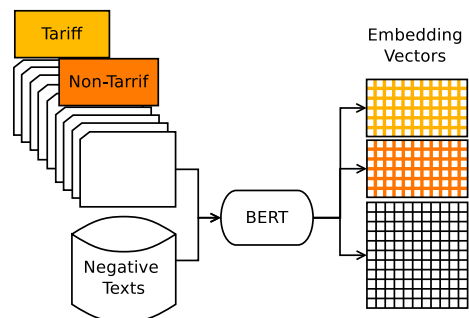 Tariff
Non-Tarrif
Embedding
Vectors
BERT
Negative
Texts